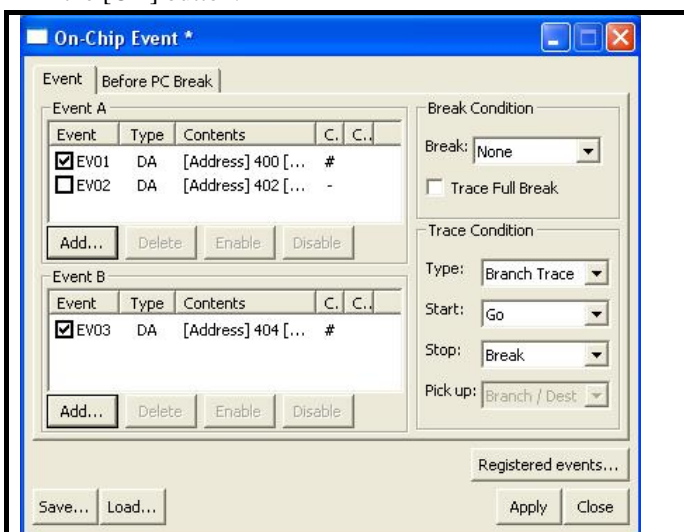 On-Chip Event *
Event Before PC Break
Event A
Event Type Contents C. C..
EV01 DA [Address] 400 [... #
EV02 DA [Address] 402 [... -
Add... Delete Enable Disable
Event B
Event Type Contents C. C..
EV03 DA [Address] 404 [... #
Add... Delete Enable Disable
Break Condition
Break: None
Trace Full Break
Trace Condition
Type: Branch Trace
Start: Go
Stop: Break
Pick up: Branch / Dest
Registered events...
Save... Load... Apply Close